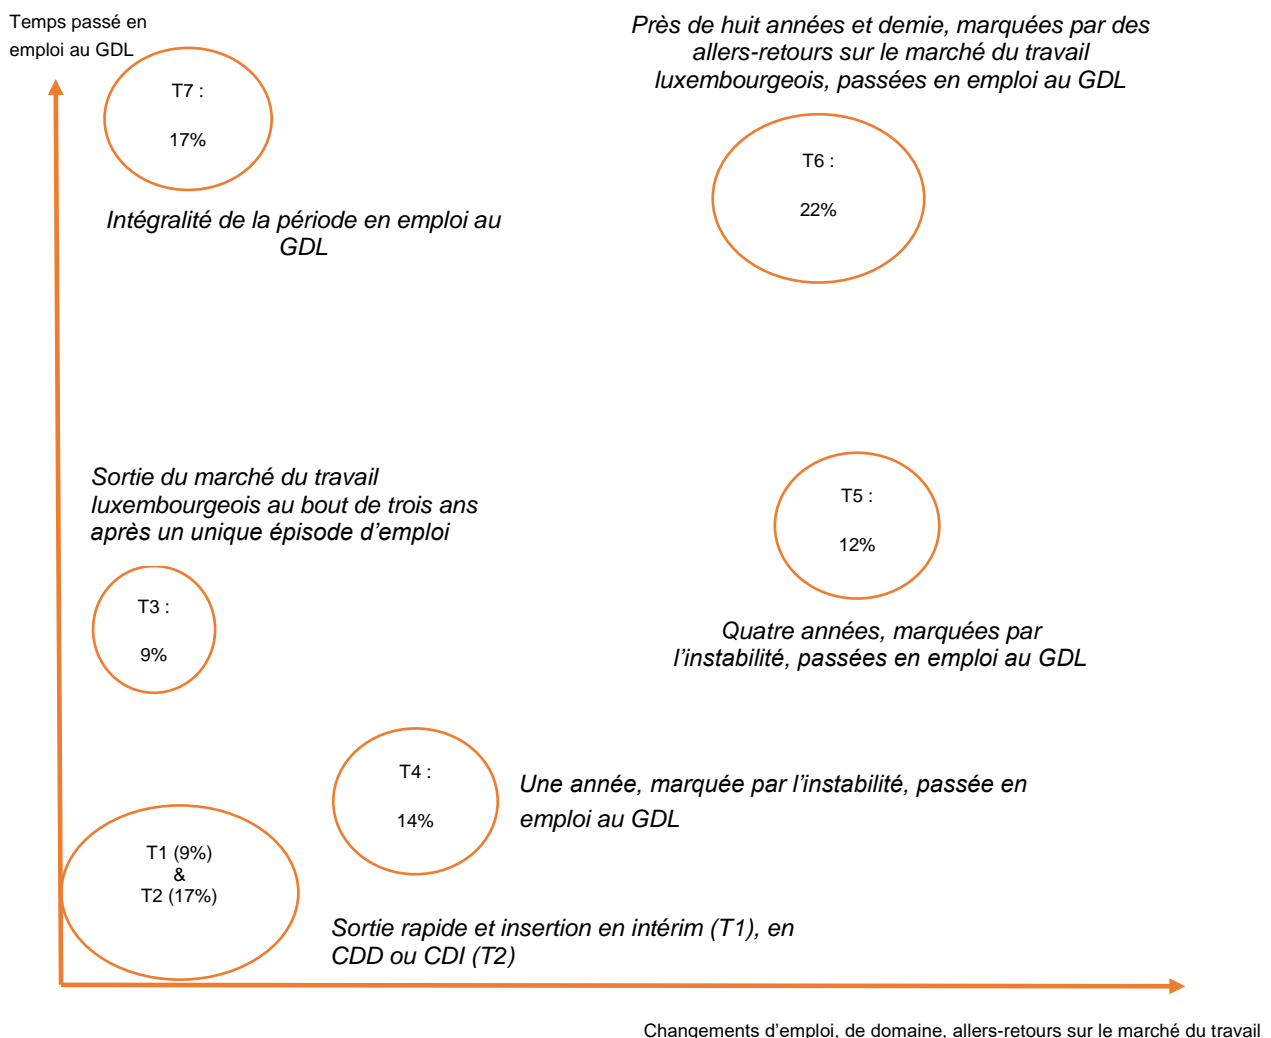 Temps passé en
emploi au GDL
Près de huit années et demie, marquées par des
allers-retours sur le marché du travail
luxembourgeois, passées en emploi au GDL
T7 :
17%
T6 :
22%
Intégralité de la période en emploi au
GDL
Sortie du marché du travail
luxembourgeois au bout de trois ans
après un unique épisode d’emploi
T5 :
12%
T3 :
9%
Quatre années, marquées par
l’instabilité, passées en emploi au GDL
T4 :
14%
Une année, marquée par l’instabilité, passée en
emploi au GDL
T1 (9%)
&
T2 (17%)
Sortie rapide et insertion en intérim (T1), en
CDD ou CDI (T2)
Changements d’emploi, de domaine, allers-retours sur le marché du travail